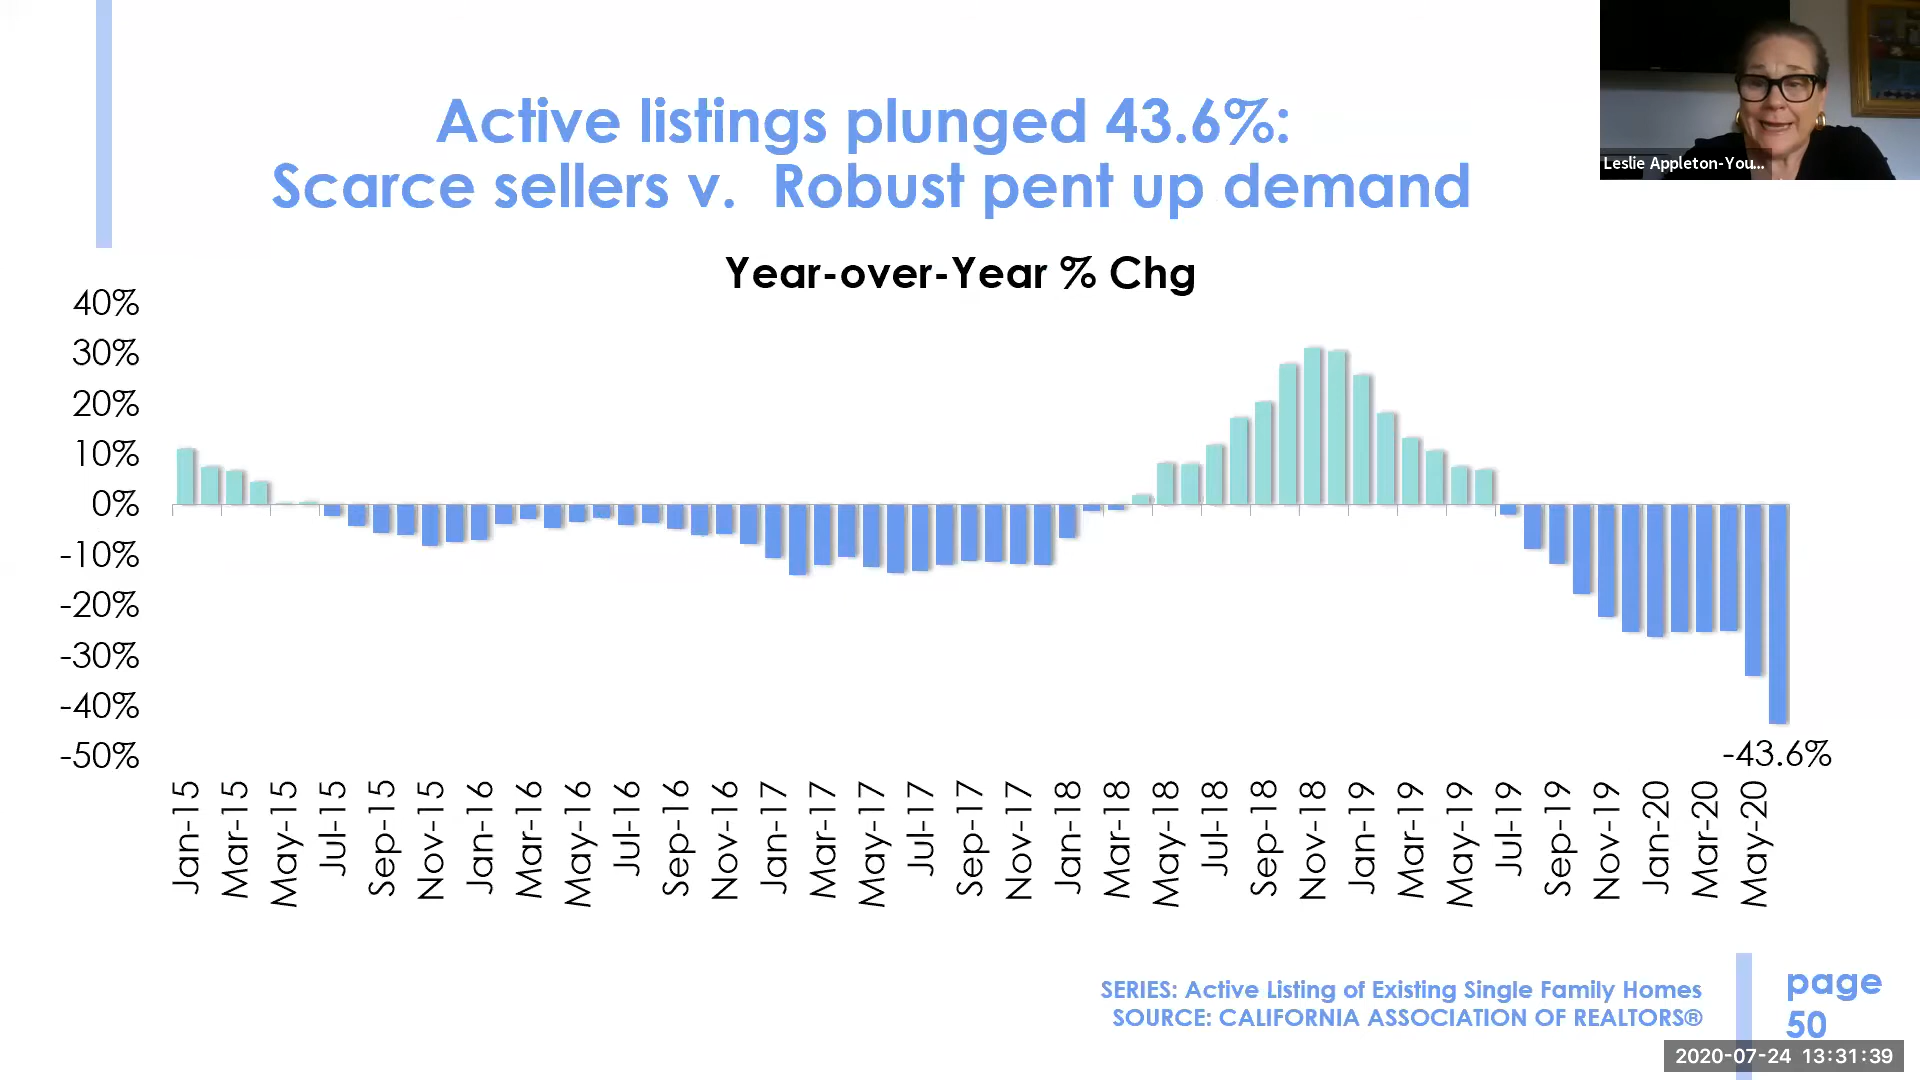 Active listings plunged 43.6%:
Scarce sellers v. Robust pent up demand
Leslie Appleton-You...
Year-over-Year % Chg
40%
30%
20%
10%
0%
-10%
-20%
-30%
-40%
-50%
-43.6%
Jan-15
Mar-15
May-15
Jul-15
Sep-15
Nov-15
Jan-16
Mar-16
May-16
Jul-16
Sep-16
Nov-16
Jan-17
Mar-17
May-17
Jul-17
Sep-17
Nov-17
Jan-18
Mar-18
May-18
Jul-18
Sep-18
Nov-18
Jan-19
Mar-19
May-19
Jul-19
Sep-19
Nov-19
Jan-20
Mar-20
May-20
SERIES: Active Listing of Existing Single Family Homes
SOURCE: CALIFORNIA ASSOCIATION OF REALTORS®
page
50
2020-07-24 13:31:39